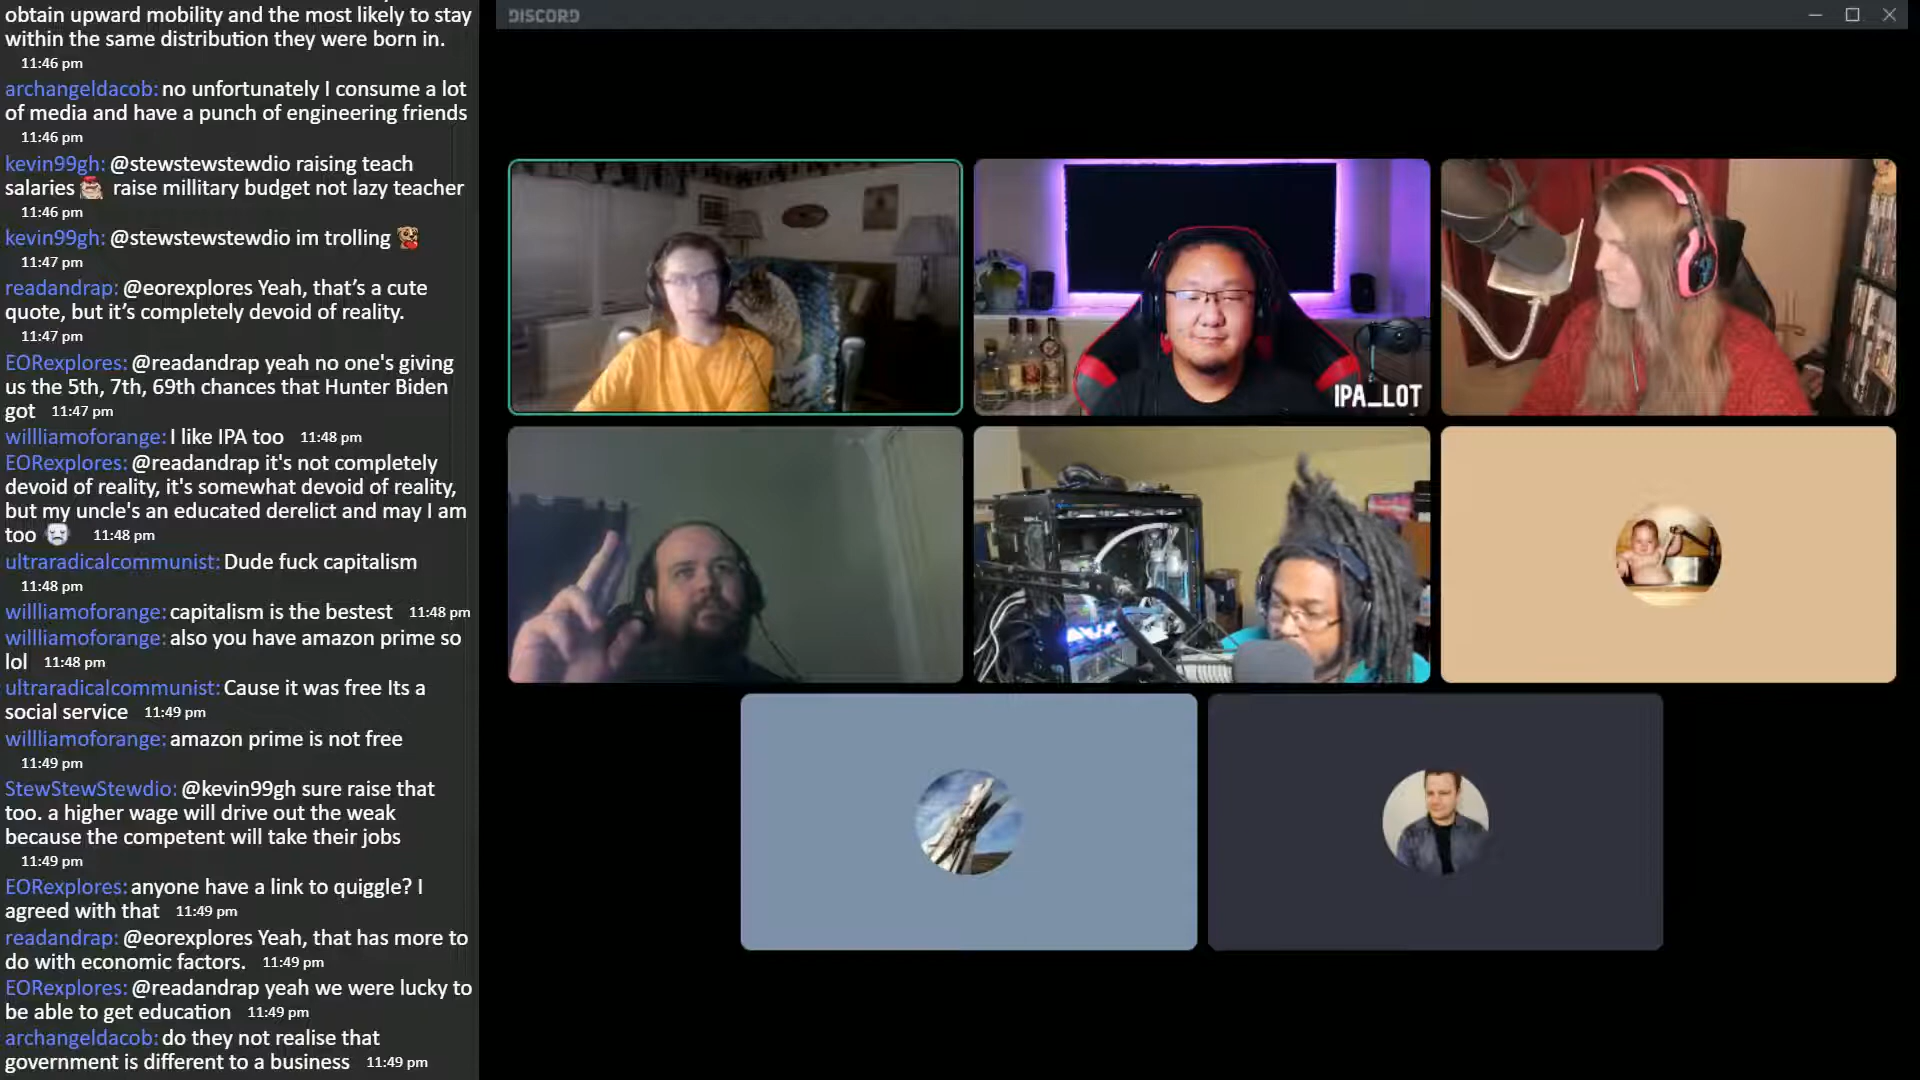 obtain upward mobility and the most likely to stay
within the same distribution they were born in.
11:46 pm
archangeldacob: no unfortunately I consume a lot
of media and have a punch of engineering friends
11:46 pm
kevin99gh: @stewstewstewdio raising teach
salaries raise millitary budget not lazy teacher
11:46 pm
kevin99gh: @stewstewstewdio im trolling
11:47 pm
readandrap: @eorexplores Yeah, that’s a cute
quote, but it’s completely devoid of reality.
11:47 pm
EORexplores: @readandrap yeah no one's giving
us the 5th, 7th, 69th chances that Hunter Biden
got 11:47 pm
willliamoforange: I like IPA too 11:48 pm
EORexplores: @readandrap it's not completely
devoid of reality, it's somewhat devoid of reality,
but my uncle's an educated derelict and may I am
too 11:48 pm
ultraradicalcommunist: Dude fuck capitalism
11:48 pm
willliamoforange: capitalism is the bestest 11:48 pm
willliamoforange: also you have amazon prime so
lol 11:48 pm
ultraradicalcommunist: Cause it was free Its a
social service 11:49 pm
willliamoforange: amazon prime is not free
11:49 pm
StewStewStewdio: @kevin99gh sure raise that
too. a higher wage will drive out the weak
because the competent will take their jobs
11:49 pm
EORexplores: anyone have a link to quiggle? I
agreed with that 11:49 pm
readandrap: @eorexplores Yeah, that has more to
do with economic factors. 11:49 pm
EORexplores: @readandrap yeah we were lucky to
be able to get education 11:49 pm
archangeldacob: do they not realise that
government is different to a business 11:49 pm
DISCORD
IPA_LOT